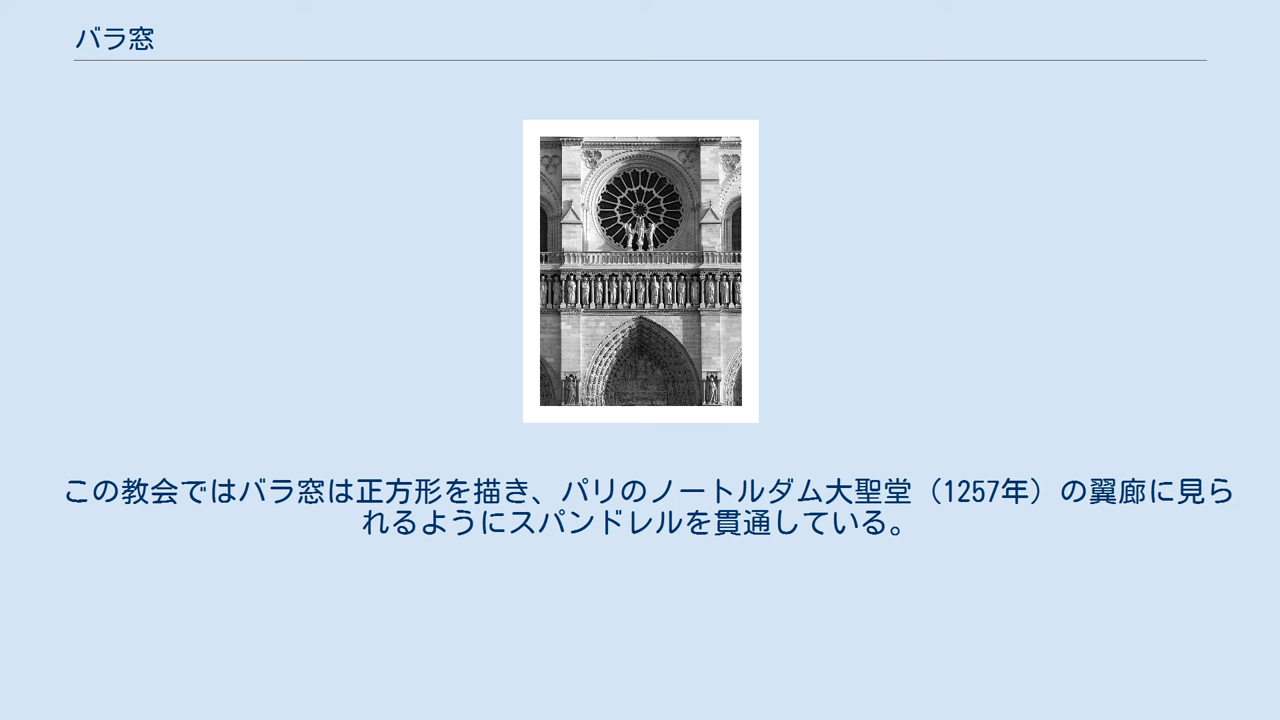 バラ窓
この教会ではバラ窓は正方形を描き、パリのノートルダム大聖堂（1257年）の翼廊に見ら
れるようにスパンドレルを貫通している。